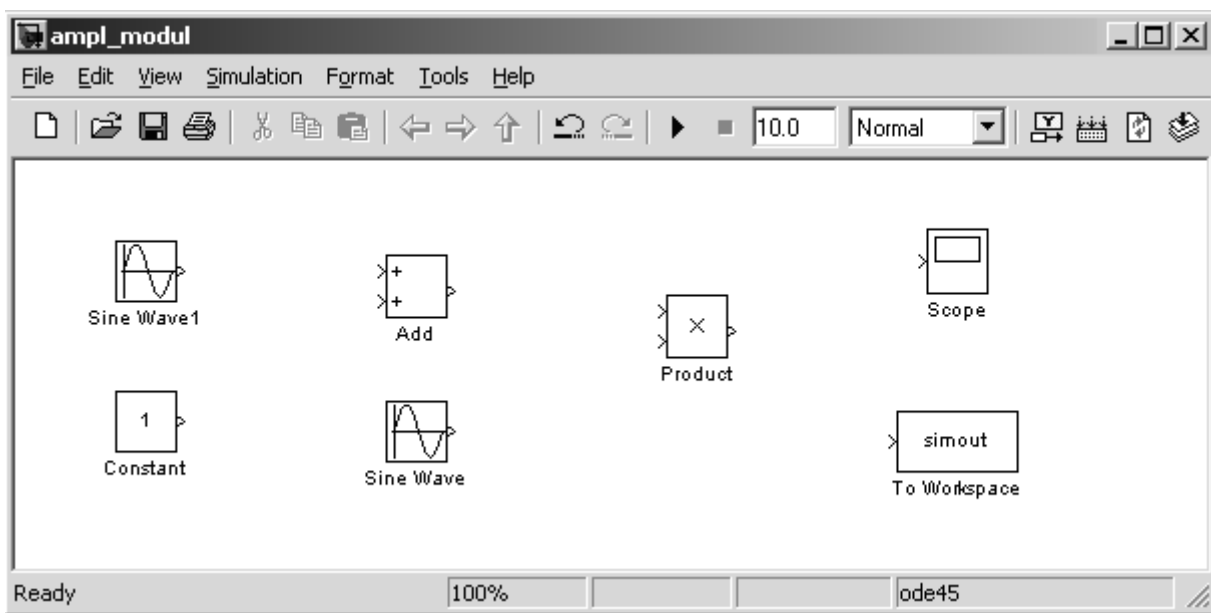 ampl_modul
File Edit View Simulation Format Tools Help
10.0 Normal
Sine Wave1
+
+
Add
Scope
Product
1
Constant
Sine Wave
simout
To Workspace
Ready 100% ode45